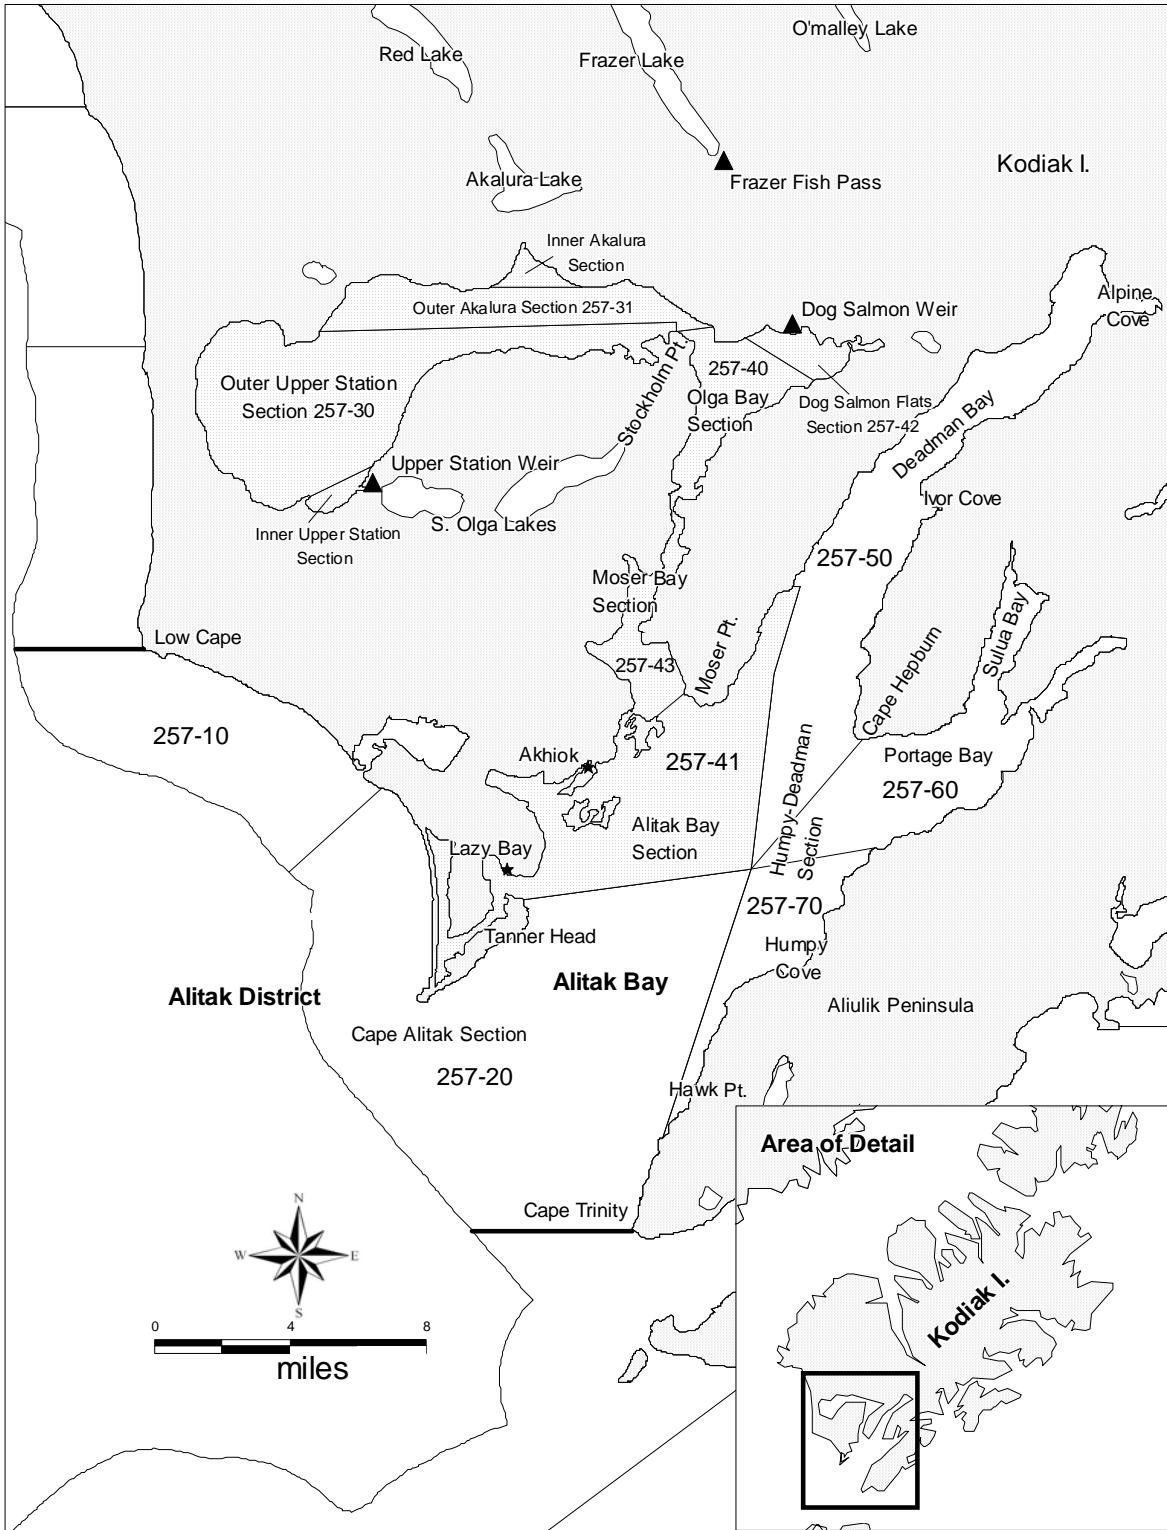 O'malley Lake
Red Lake
Frazer Lake
Kodiak I.
Akalura Lake
Frazer Fish Pass
Inner Akalura
Section
Alpine
Cove
Outer Akalura Section 257-31
Dog Salmon Weir
Stockholm Pt.
257-40
Olga Bay
Section
Outer Upper Station
Section 257-30
Dog Salmon Flats
Section 257-42
Deadman Bay
Upper Station Weir
Ivor Cove
S. Olga Lakes
Inner Upper Station
Section
257-50
Moser Bay
Section
Sulua Bay
Low Cape
257-43
Moser Pt.
Cape Hepburn
257-10
Akhiok
257-41
Humpy-Deadman
Section
Portage Bay
257-60
Alitak Bay
Section
Lazy Bay
257-70
Tanner Head
Humpy
Cove
Alitak District
Alitak Bay
Aliulik Peninsula
Cape Alitak Section
257-20
Hawk Pt.
Area of Detail
Cape Trinity
N
W
E
S
0
4
8
miles
Kodiak I.